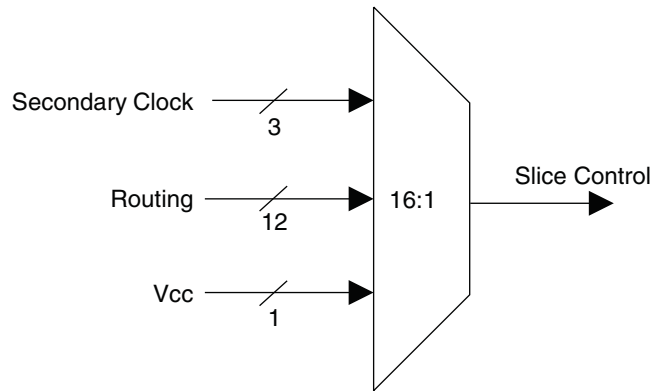 Secondary Clock
3
Routing
12
Vcc
1
16:1
Slice Control